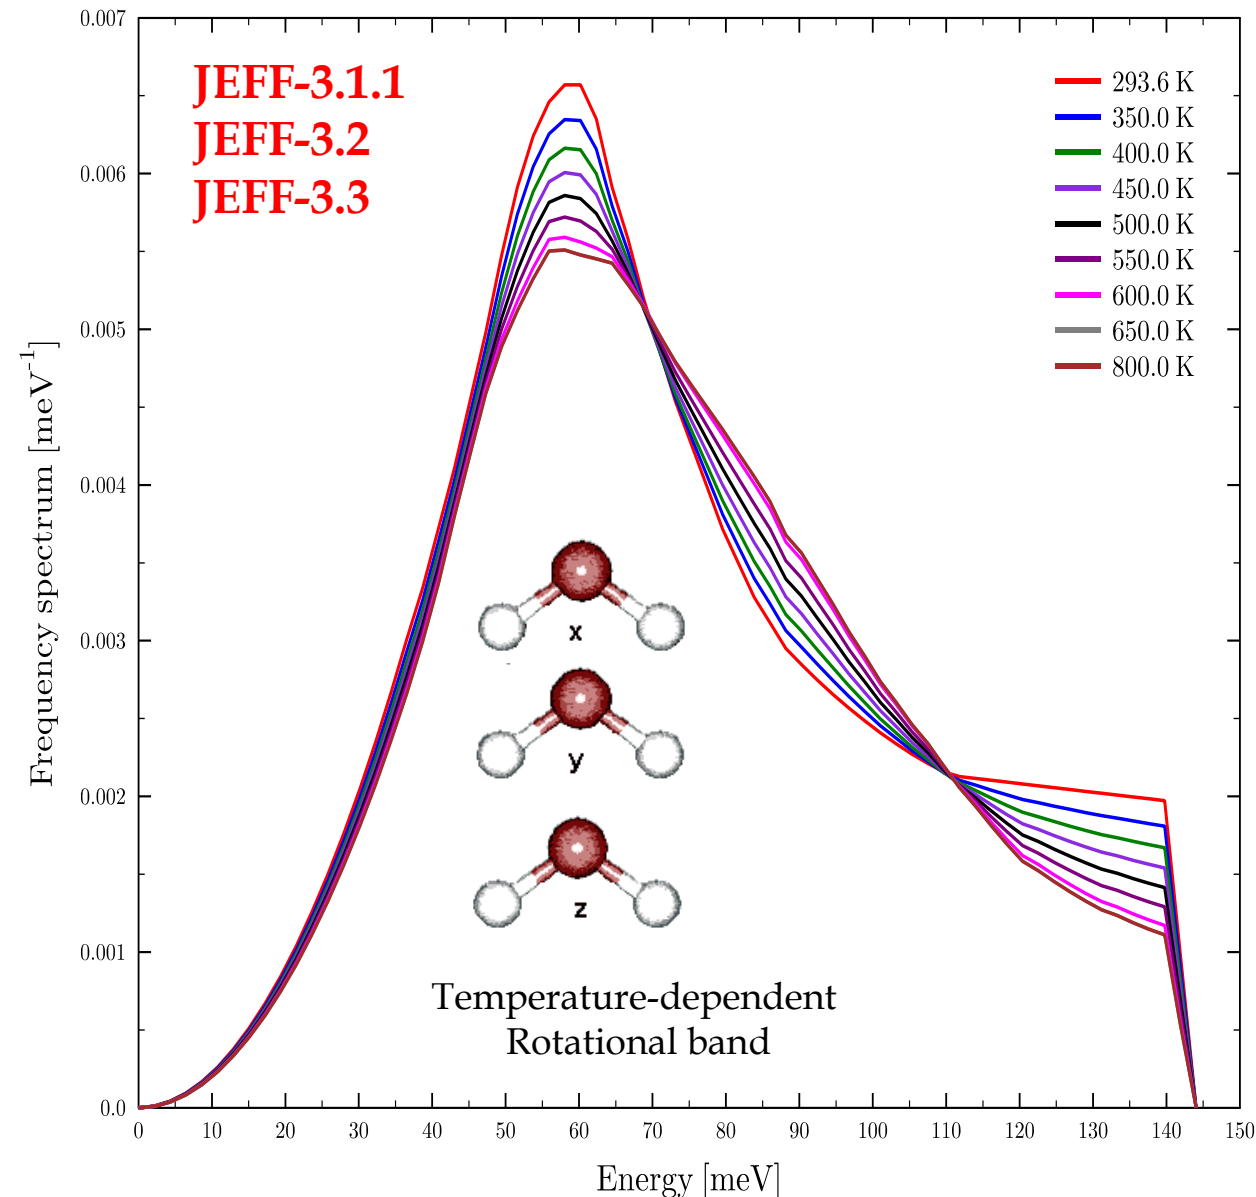 0.007
JEFF-3.1.1
JEFF-3.2
JEFF-3.3
293.6 K
350.0 K
400.0 K
450.0 K
500.0 K
550.0 K
600.0 K
650.0 K
800.0 K
0.006
0.005
0.004
0.003
0.002
0.001
0.0
Frequency spectrum [meV⁻¹]
x
y
z
Temperature-dependent
Rotational band
0 10 20 30 40 50 60 70 80 90 100 110 120 130 140 150
Energy [meV]